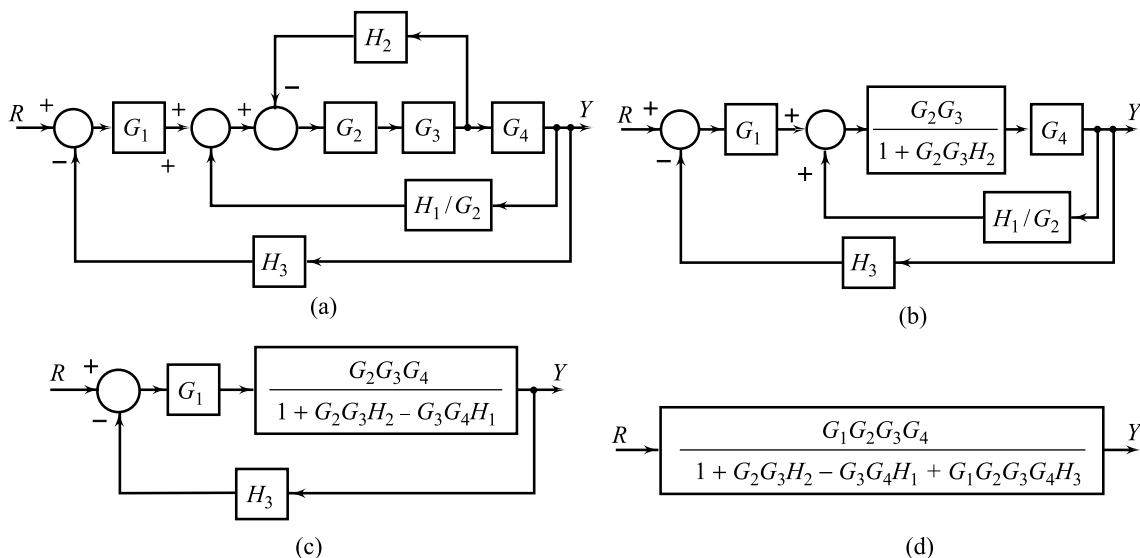 H₂
R + − G₁ + + + − G₂ G₃ G₄ Y
H₁/G₂
H₃
(a)
R + − G₁ + + G₂G₃ / 1 + G₂G₃H₂ G₄ Y
H₁/G₂
H₃
(b)
R + − G₁ G₂G₃G₄ / 1 + G₂G₃H₂ − G₃G₄H₁ Y
H₃
(c)
R G₁G₂G₃G₄ / 1 + G₂G₃H₂ − G₃G₄H₁ + G₁G₂G₃G₄H₃ Y
(d)